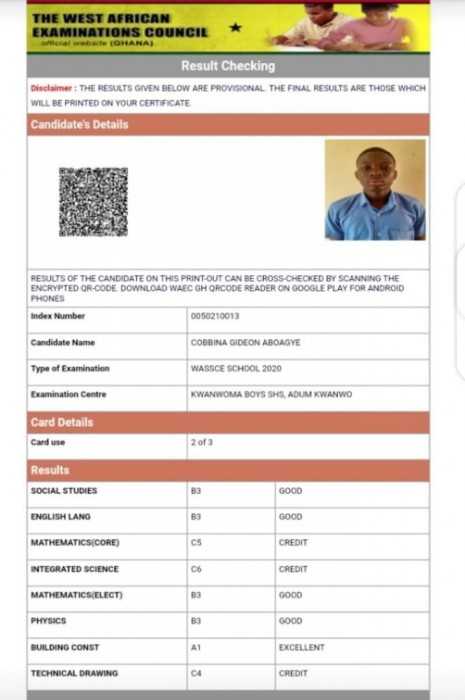 THE WEST AFRICAN
EXAMINATIONS COUNCIL
...official website (GHANA)
Result Checking
Disclaimer : THE RESULTS GIVEN BELOW ARE PROVISIONAL. THE FINAL RESULTS ARE THOSE WHICH
WILL BE PRINTED ON YOUR CERTIFICATE.
Candidate's Details
RESULTS OF THE CANDIDATE ON THIS PRINT-OUT CAN BE CROSS-CHECKED BY SCANNING THE
ENCRYPTED QR-CODE. DOWNLOAD WAEC GH QRCODE READER ON GOOGLE PLAY FOR ANDROID
PHONES
Index Number 0050210013
Candidate Name COBBINA GIDEON ABOAGYE
Type of Examination WASSCE SCHOOL 2020
Examination Centre KWANWOMA BOYS SHS, ADUM KWANWO
Card Details
Card use 2 of 3
Results
SOCIAL STUDIES B3 GOOD
ENGLISH LANG B3 GOOD
MATHEMATICS(CORE) C5 CREDIT
INTEGRATED SCIENCE C6 CREDIT
MATHEMATICS(ELECT) B3 GOOD
PHYSICS B3 GOOD
BUILDING CONST A1 EXCELLENT
TECHNICAL DRAWING C4 CREDIT